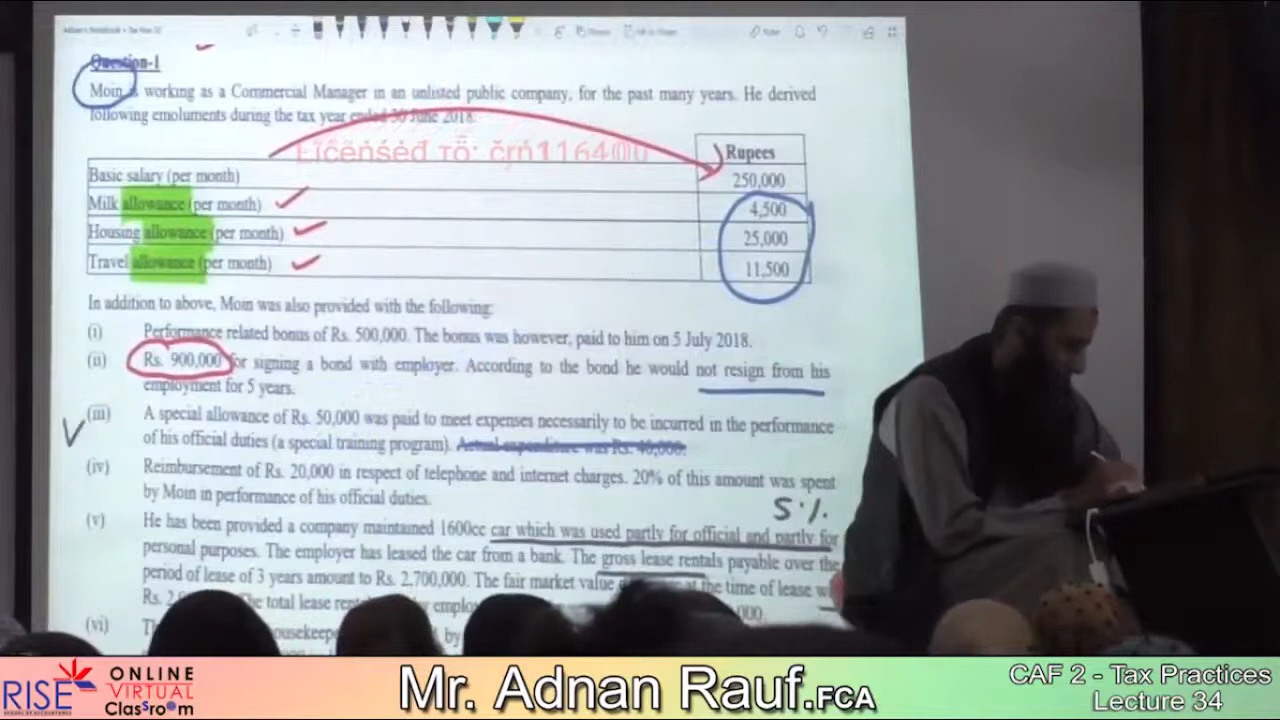 Question-1
Moin is working as a Commercial Manager in an unlisted public company, for the past many years. He derived
following emoluments during the tax year ended 30 June 2018.
Rupees
Basic salary (per month) 250,000
Milk allowance (per month) 4,500
Housing allowance (per month) 25,000
Travel allowance (per month) 11,500
In addition to above, Moin was also provided with the following:
(i) Performance related bonus of Rs. 500,000. The bonus was however, paid to him on 5 July 2018.
(ii) Rs. 900,000 for signing a bond with employer. According to the bond he would not resign from his
employment for 5 years.
(iii) A special allowance of Rs. 50,000 was paid to meet expenses necessarily to be incurred in the performance
of his official duties (a special training program). Actual expenditure was Rs. 40,000.
(iv) Reimbursement of Rs. 20,000 in respect of telephone and internet charges. 20% of this amount was spent
by Moin in performance of his official duties.
5%
(v) He has been provided a company maintained 1600cc car which was used partly for official and partly for
personal purposes. The employer has leased the car from a bank. The gross lease rentals payable over the
period of lease of 3 years amount to Rs. 2,700,000. The fair market value the time of lease
Rs. The total lease
(vi) by
RISE
ONLINE
VIRTUAL
Classroom
Mr. Adnan Rauf.FCA
CAF 2 - Tax Practices
Lecture 34